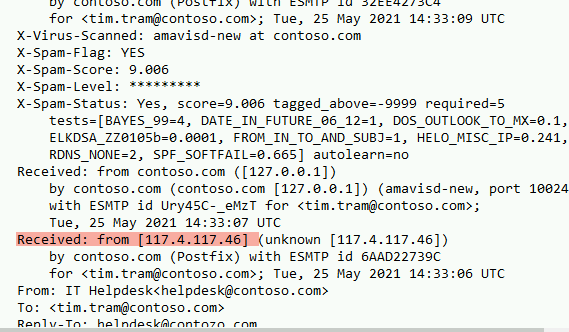 by contoso.com (Postfix) with ESMTP id 32EE4273C4
for <tim.tram@contoso.com>; Tue, 25 May 2021 14:33:09 UTC
X-Virus-Scanned: amavisd-new at contoso.com
X-Spam-Flag: YES
X-Spam-Score: 9.006
X-Spam-Level: *********
X-Spam-Status: Yes, score=9.006 tagged_above=-9999 required=5
tests=[BAYES_99=4, DATE_IN_FUTURE_06_12=1, DOS_OUTLOOK_TO_MX=0.1,
ELKDSA_ZZ0105b=0.0001, FROM_IN_TO_AND_SUBJ=1, HELO_MISC_IP=0.241,
RDNS_NONE=2, SPF_SOFTFAIL=0.665] autolearn=no
Received: from contoso.com ([127.0.0.1])
by contoso.com (contoso.com [127.0.0.1]) (amavisd-new, port 10024
with ESMTP id Ury45C-_eMzT for <tim.tram@contoso.com>;
Tue, 25 May 2021 14:33:07 UTC
Received: from [117.4.117.46] (unknown [117.4.117.46])
by contoso.com (Postfix) with ESMTP id 6AAD22739C
for <tim.tram@contoso.com>; Tue, 25 May 2021 14:33:06 UTC
From: IT Helpdesk<helpdesk@contoso.com>
To: <tim.tram@contoso.com>
Reply-To: helpdesk@contozo.com